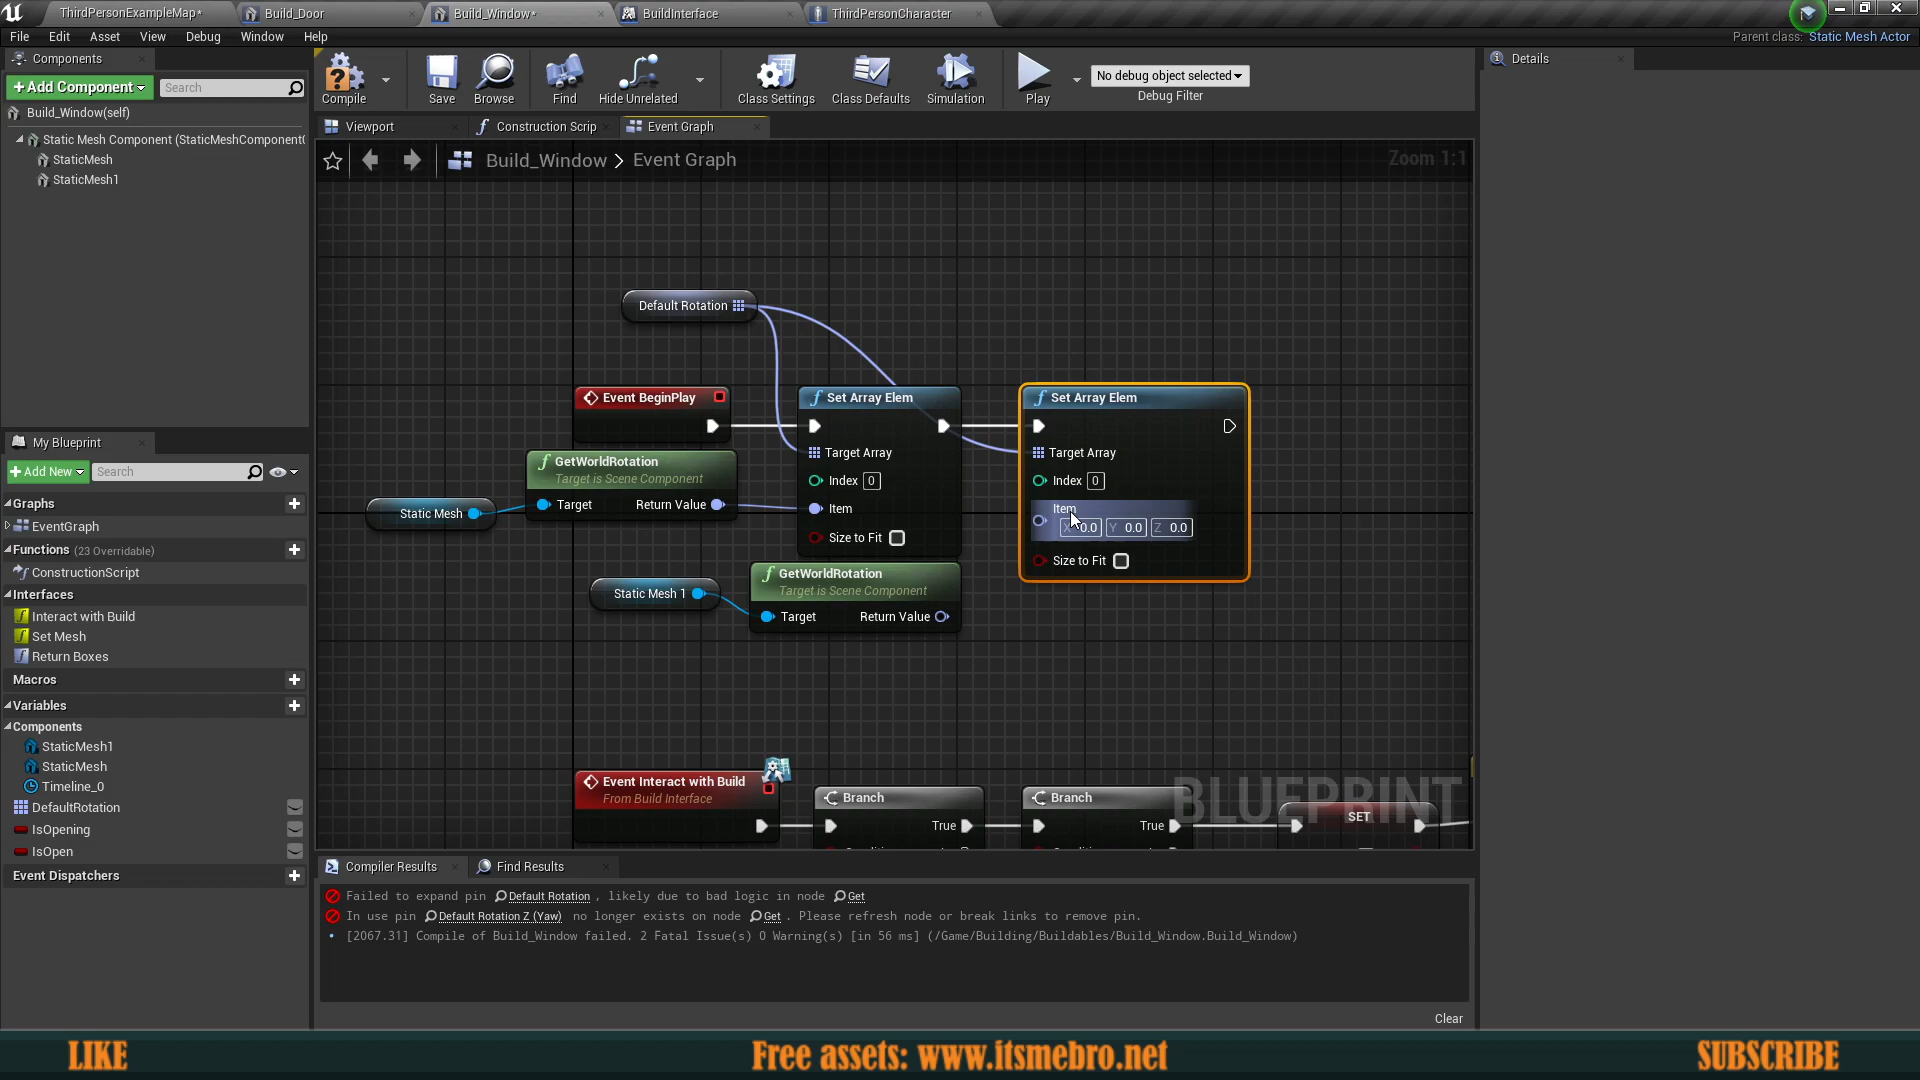 ThirdPersonExampleMap*
Build_Door
Build_Window*
BuildInterface
ThirdPersonCharacter
File Edit Asset View Debug Window Help
Parent class: Static Mesh Actor
Components
+Add Component
Search
Build_Window(self)
Static Mesh Component (StaticMeshComponent
StaticMesh
StaticMesh1
Compile
Save
Browse
Find
Hide Unrelated
Class Settings
Class Defaults
Simulation
Play
No debug object selected
Debug Filter
Details
Viewport
Construction Scrip
Event Graph
Build_Window > Event Graph
Zoom 1:1
My Blueprint
+Add New
Search
Graphs
EventGraph
Functions (23 Overridable)
ConstructionScript
Interfaces
Interact with Build
Set Mesh
Return Boxes
Macros
Variables
Components
StaticMesh1
StaticMesh
Timeline_0
DefaultRotation
IsOpening
IsOpen
Event Dispatchers
Default Rotation
Event BeginPlay
Set Array Elem
Target Array
Index 0
Item
Size to Fit
Set Array Elem
Target Array
Index 0
Item
X 0.0 Y 0.0 Z 0.0
Size to Fit
GetWorldRotation
Target is Scene Component
Target Return Value
Static Mesh
GetWorldRotation
Target is Scene Component
Target Return Value
Static Mesh 1
Event Interact with Build
From Build Interface
Branch
True
Branch
True
SET
BLUEPRINT
Compiler Results
Find Results
Failed to expand pin Default Rotation , likely due to bad logic in node Get
In use pin Default Rotation Z (Yaw) no longer exists on node Get . Please refresh node or break links to remove pin.
[2067.31] Compile of Build_Window failed. 2 Fatal Issue(s) 0 Warning(s) [in 56 ms] (/Game/Building/Buildables/Build_Window.Build_Window)
Clear
LIKE
Free assets: www.itsmebro.net
SUBSCRIBE